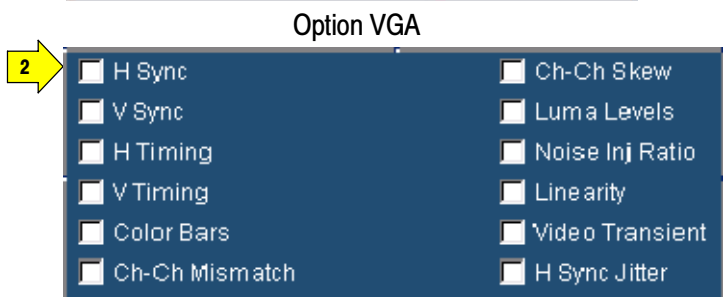 Option VGA
2
H Sync
V Sync
H Timing
V Timing
Color Bars
Ch-Ch Mismatch
Ch-Ch Skew
Luma Levels
Noise Inj Ratio
Linearity
Video Transient
H Sync Jitter